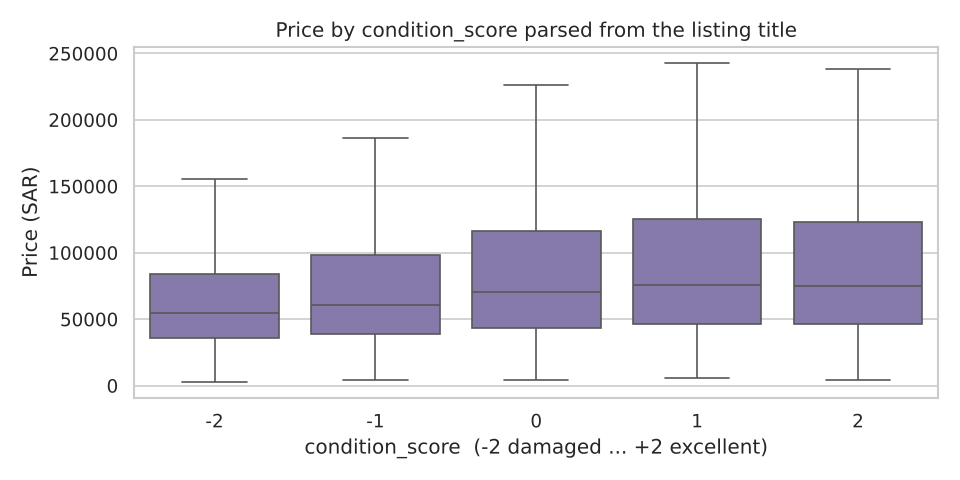 Price by condition_score parsed from the listing title
Price (SAR)
250000
200000
150000
100000
50000
0
-2 -1 0 1 2
condition_score (-2 damaged ... +2 excellent)